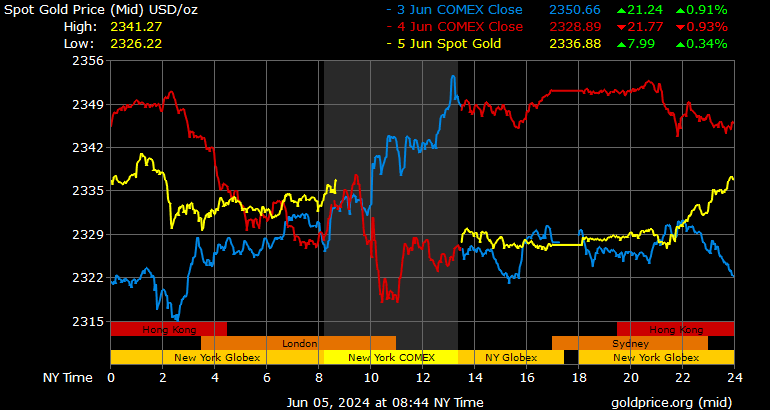 Spot Gold Price (Mid) USD/oz - 3 Jun COMEX Close 2350.66 ▲21.24 ▲0.91%
High: 2341.27 - 4 Jun COMEX Close 2328.89 ▼21.77 ▼0.93%
Low: 2326.22 - 5 Jun Spot Gold 2336.88 ▲7.99 ▲0.34%
2356
2349
2342
2335
2329
2322
2315
Hong Kong Hong Kong
London Sydney
New York Globex New York COMEX NY Globex New York Globex
NY Time 0 2 4 6 8 10 12 14 16 18 20 22 24
Jun 05, 2024 at 08:44 NY Time goldprice.org (mid)